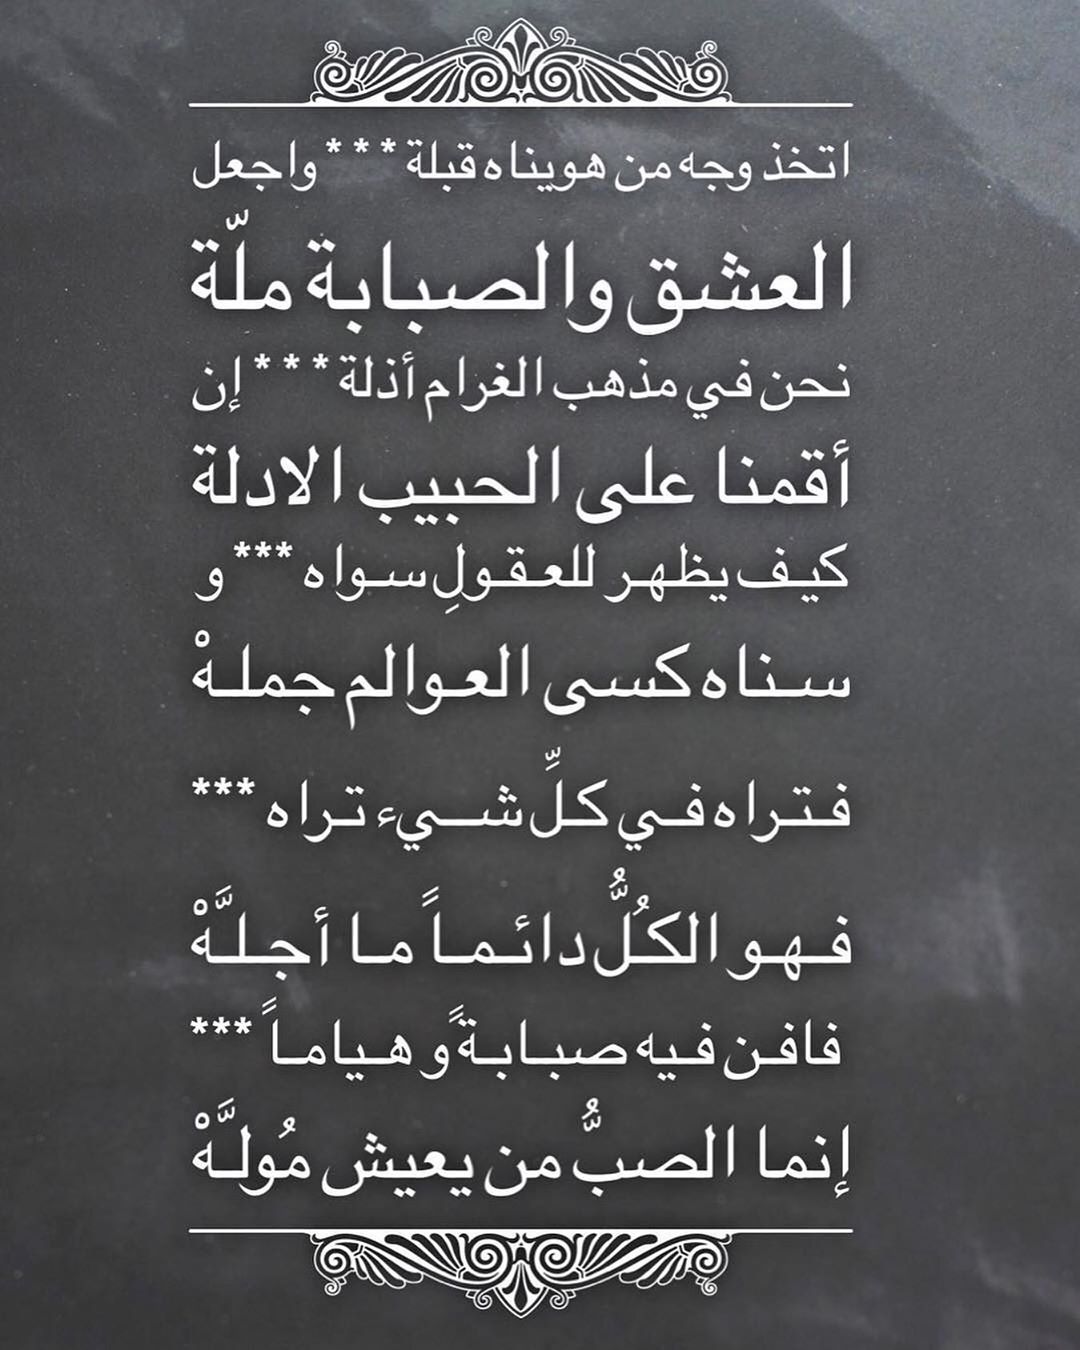 اتخذ وجه من هويناه قبلة *** واجعل
العشق والصبابة ملّة
نحن في مذهب الغرام أذلة *** إن
أقمنا على الحبيب الادلة
كيف يظهر للعقولِ سواه *** و
سناه كسى العوالم جملهْ
فتراه في كلِّ شيء تراه ***
فهو الكُلُّ دائماً ما أجلَّهْ
فافن فيه صبابةً و هياماً ***
إنما الصبُّ من يعيش مُولَّهْ